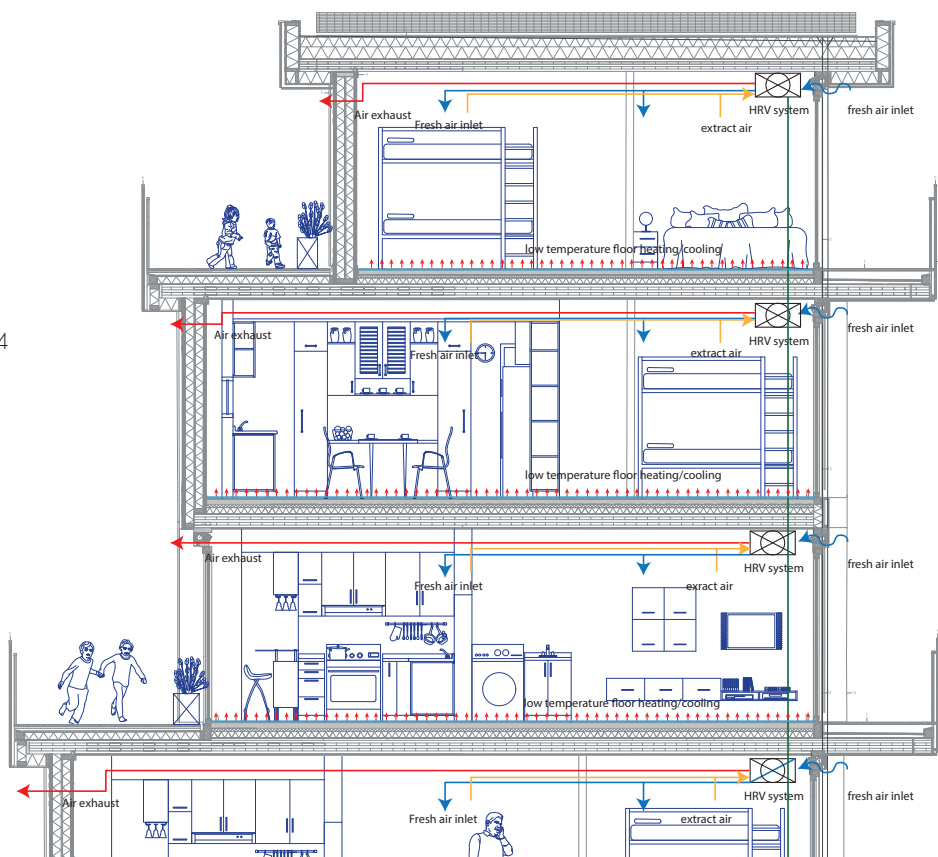 Air exhaust
Fresh air inlet
extract air
HRV system
fresh air inlet
low temperature floor heating/cooling
4
Air exhaust
Fresh air inlet
extract air
HRV system
fresh air inlet
low temperature floor heating/cooling
Air exhaust
Fresh air inlet
exract air
HRV system
fresh air inlet
low temperature floor heating/cooling
Air exhaust
Fresh air inlet
extract air
HRV system
fresh air inlet